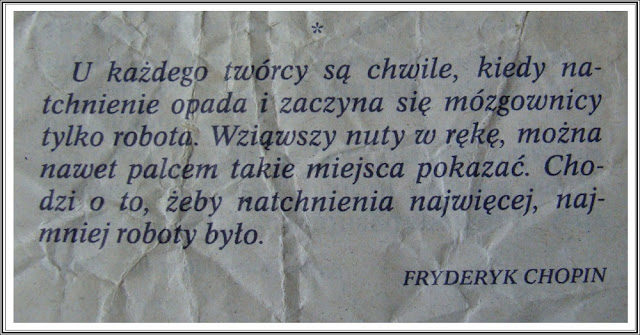 *
U każdego twórcy są chwile, kiedy na-
tchnienie opada i zaczyna się mózgownicy
tylko robota. Wziąwszy nuty w rękę, można
nawet palcem takie miejsca pokazać. Cho-
dzi o to, żeby natchnienia najwięcej, naj-
mniej roboty było.
FRYDERYK CHOPIN